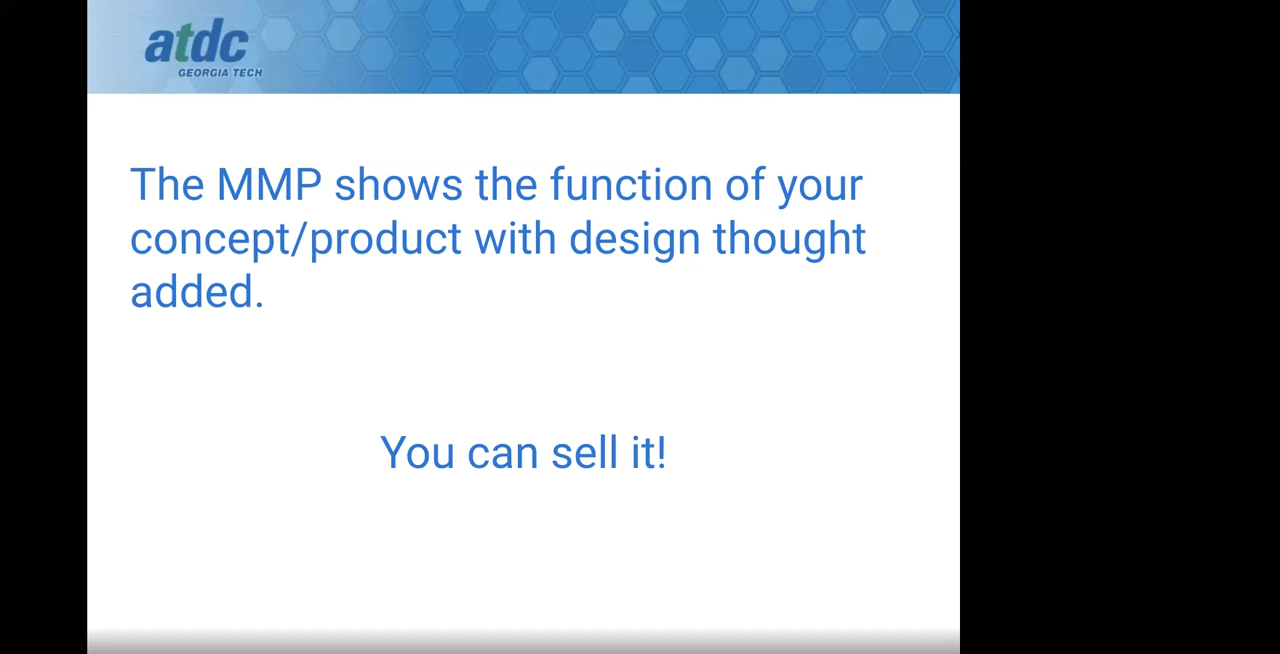 atdc
GEORGIA TECH
The MMP shows the function of your
concept/product with design thought
added.
You can sell it!